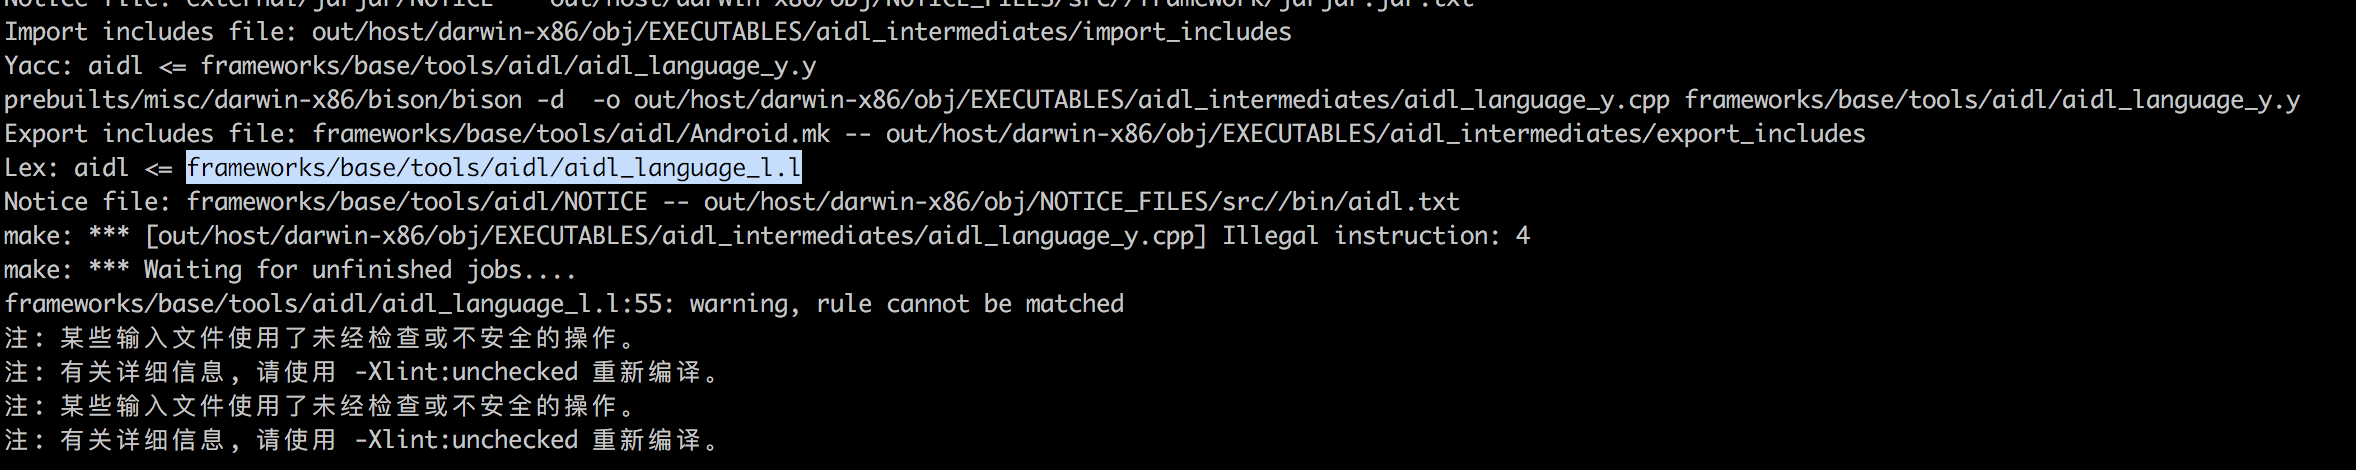 Notice file: external/jarjar/NOTICE -- out/host/darwin-x86/obj/NOTICE_FILES/src//framework/jarjar.jar.txt
Import includes file: out/host/darwin-x86/obj/EXECUTABLES/aidl_intermediates/import_includes
Yacc: aidl <= frameworks/base/tools/aidl/aidl_language_y.y
prebuilts/misc/darwin-x86/bison/bison -d  -o out/host/darwin-x86/obj/EXECUTABLES/aidl_intermediates/aidl_language_y.cpp frameworks/base/tools/aidl/aidl_language_y.y
Export includes file: frameworks/base/tools/aidl/Android.mk -- out/host/darwin-x86/obj/EXECUTABLES/aidl_intermediates/export_includes
Lex: aidl <= frameworks/base/tools/aidl/aidl_language_l.l
Notice file: frameworks/base/tools/aidl/NOTICE -- out/host/darwin-x86/obj/NOTICE_FILES/src//bin/aidl.txt
make: *** [out/host/darwin-x86/obj/EXECUTABLES/aidl_intermediates/aidl_language_y.cpp] Illegal instruction: 4
make: *** Waiting for unfinished jobs....
frameworks/base/tools/aidl/aidl_language_l.l:55: warning, rule cannot be matched
注: 某些输入文件使用了未经检查或不安全的操作。
注: 有关详细信息, 请使用 -Xlint:unchecked 重新编译。
注: 某些输入文件使用了未经检查或不安全的操作。
注: 有关详细信息, 请使用 -Xlint:unchecked 重新编译。